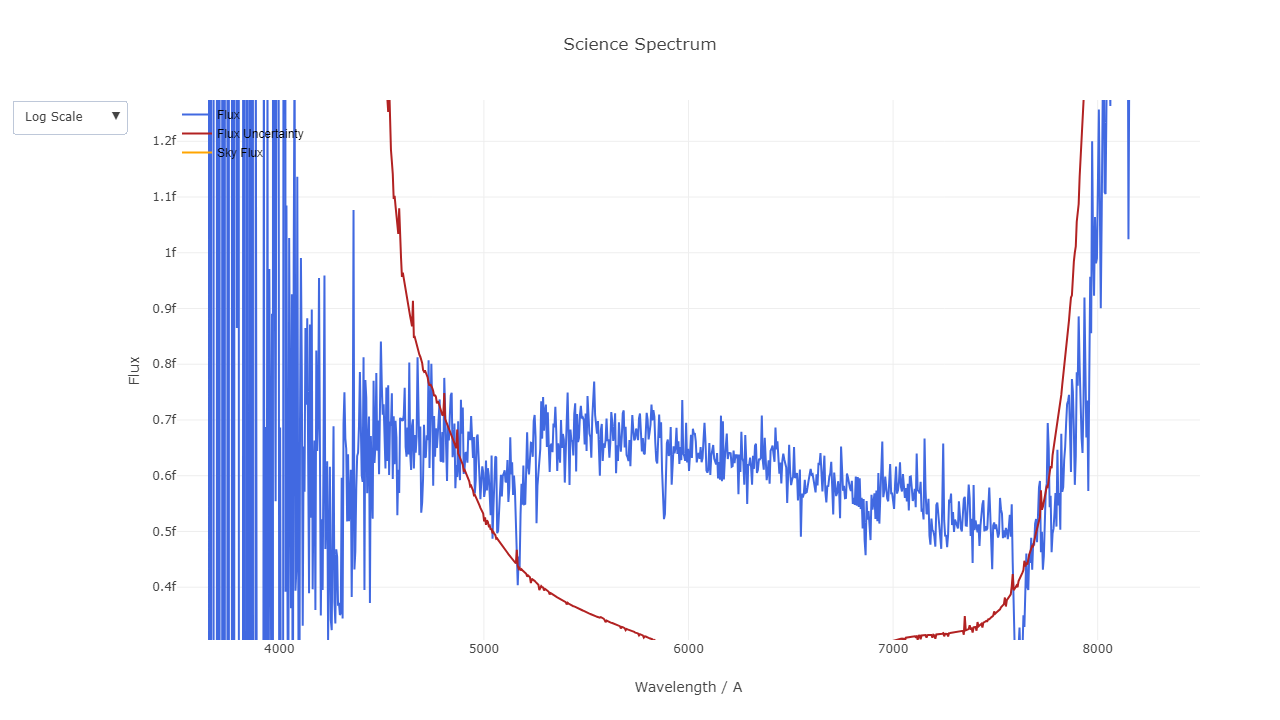 Science Spectrum
Log Scale ▼
Flux
Flux Uncertainty
Sky Flux
1.2f
1.1f
1f
0.9f
0.8f
0.7f
0.6f
0.5f
0.4f
Flux
4000 5000 6000 7000 8000
Wavelength / A